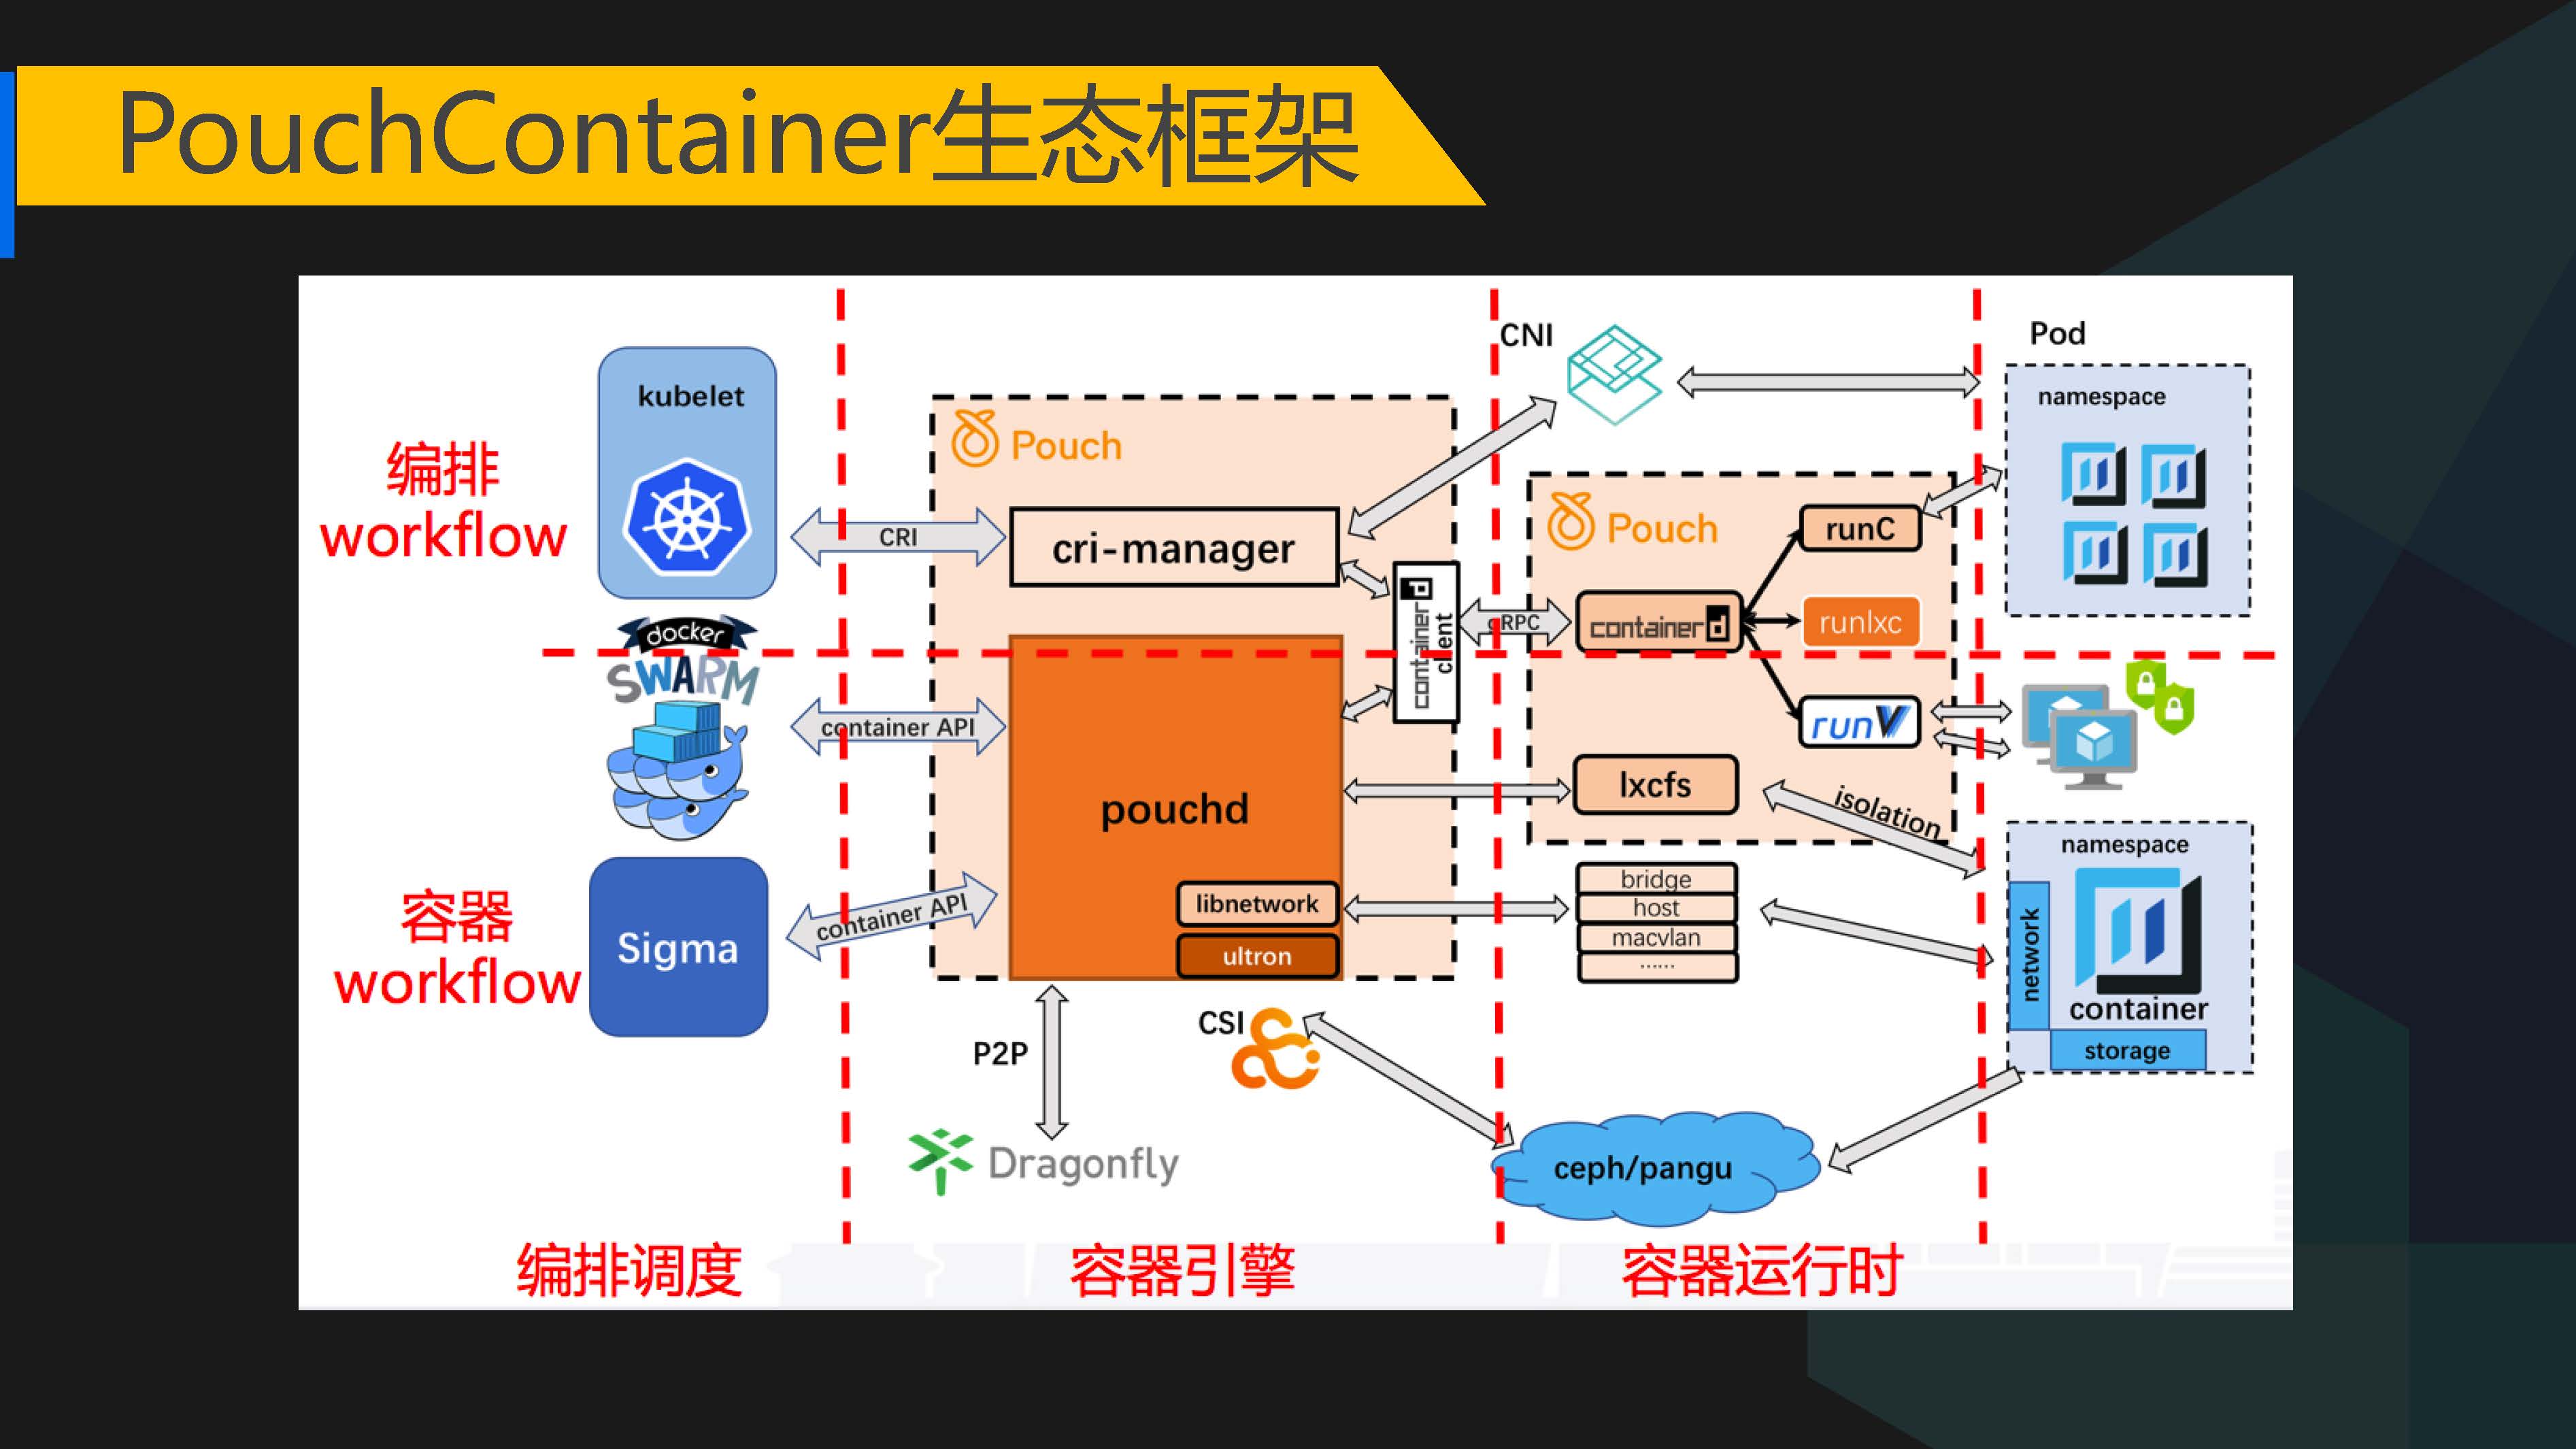 PouchContainer生态框架
编排
workflow
容器
workflow
kubelet
docker
SWARM
Sigma
CRI
container API
container API
Pouch
cri-manager
pouchd
libnetwork
ultron
containerd
client
P2P
Dragonfly
CSI
CNI
gRPC
Pouch
containerd
runC
runlxc
runV
lxcfs
isolation
bridge
host
macvlan
······
ceph/pangu
Pod
namespace
namespace
network
container
storage
编排调度
容器引擎
容器运行时